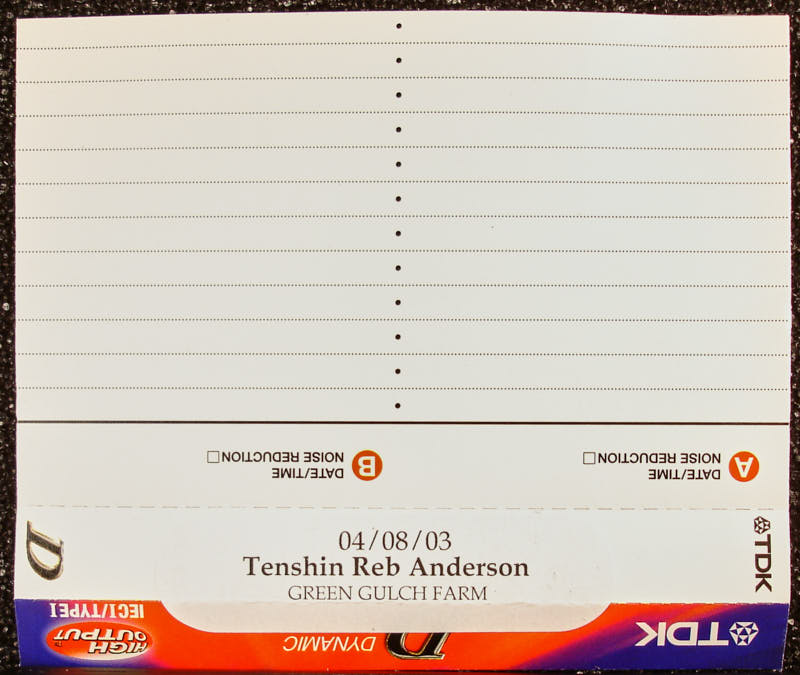 A DATE/TIME
NOISE REDUCTION
B DATE/TIME
NOISE REDUCTION
D
04/08/03
Tenshin Reb Anderson
GREEN GULCH FARM
TDK
IECI/TYPEI
HIGH OUTPUT
D DYNAMIC
TDK